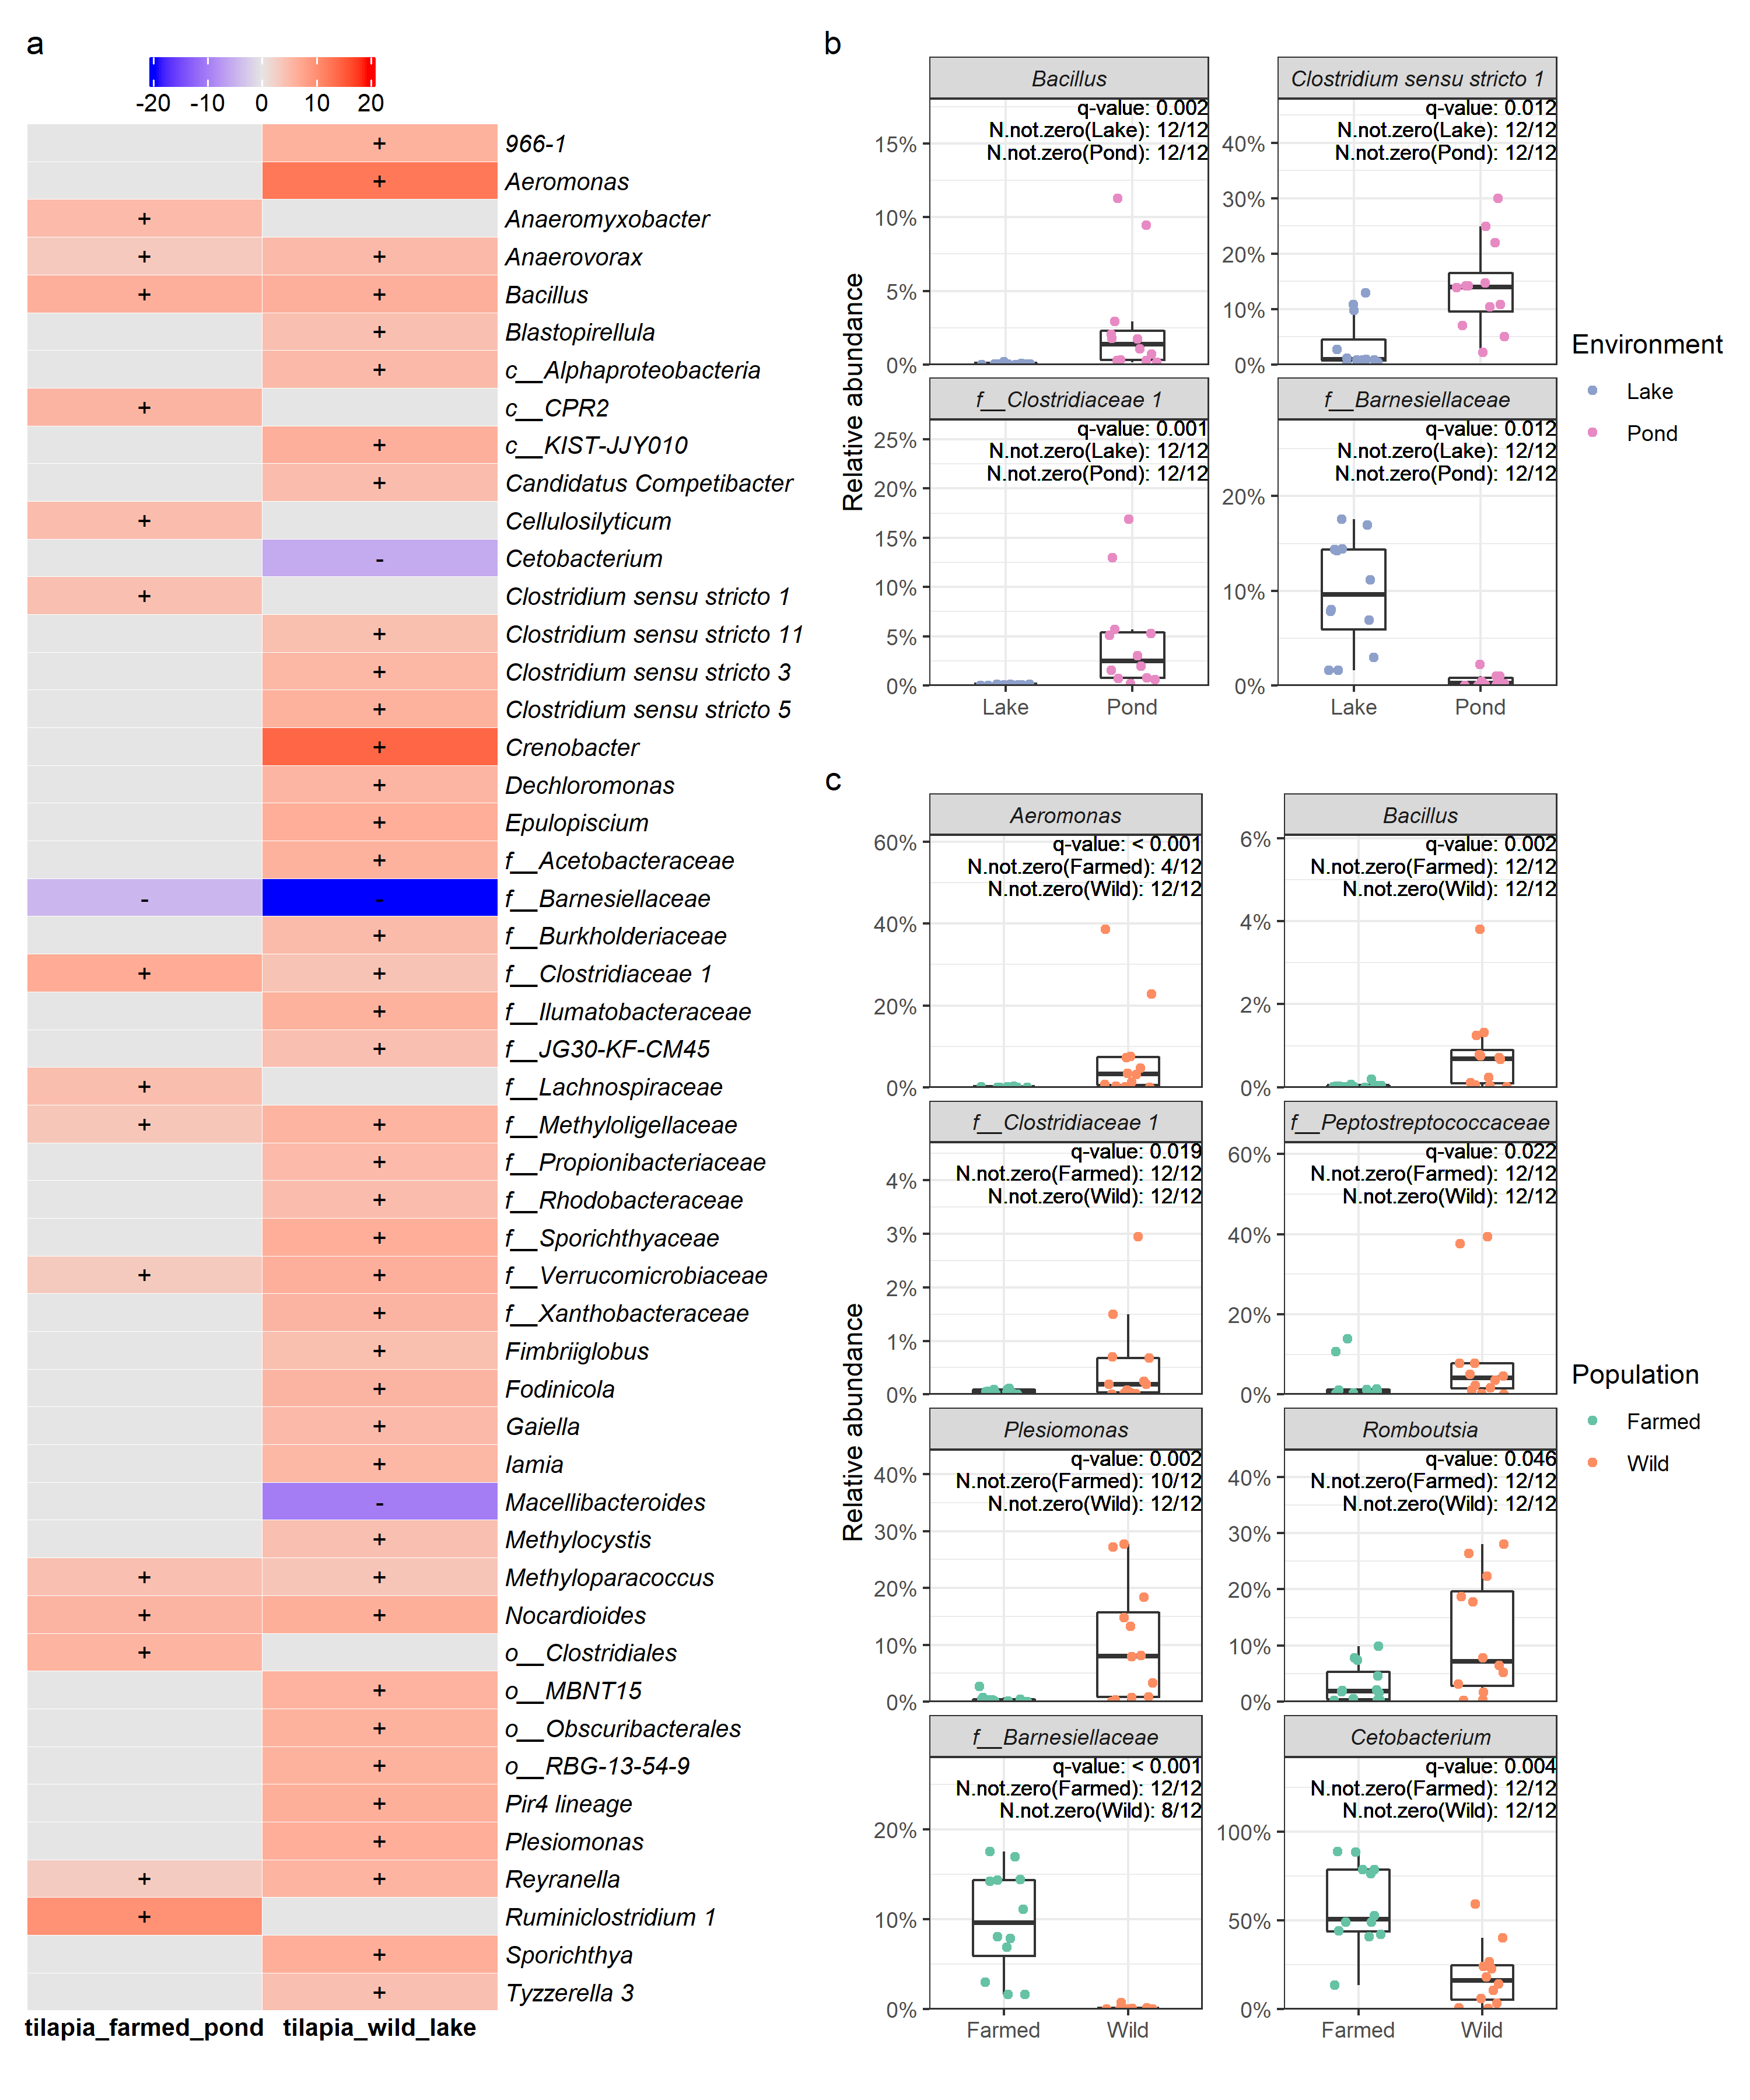 a
-20 -10 0 10 20
+ 966-1
+ Aeromonas
+ Anaeromyxobacter
+ + Anaerovorax
+ + Bacillus
+ Blastopirellula
+ c__Alphaproteobacteria
+ c__CPR2
+ c__KIST-JJY010
+ Candidatus Competibacter
+ Cellulosilyticum
- Cetobacterium
+ Clostridium sensu stricto 1
+ Clostridium sensu stricto 11
+ Clostridium sensu stricto 3
+ Clostridium sensu stricto 5
+ Crenobacter
+ Dechloromonas
+ Epulopiscium
+ f__Acetobacteraceae
- - f__Barnesiellaceae
+ f__Burkholderiaceae
+ + f__Clostridiaceae 1
+ f__Ilumatobacteraceae
+ f__JG30-KF-CM45
+ f__Lachnospiraceae
+ + f__Methyloligellaceae
+ f__Propionibacteriaceae
+ f__Rhodobacteraceae
+ f__Sporichthyaceae
+ + f__Verrucomicrobiaceae
+ f__Xanthobacteraceae
+ Fimbriiglobus
+ Fodinicola
+ Gaiella
+ Iamia
- Macellibacteroides
+ Methylocystis
+ + Methyloparacoccus
+ + Nocardioides
+ o__Clostridiales
+ o__MBNT15
+ o__Obscuribacterales
+ o__RBG-13-54-9
+ Pir4 lineage
+ Plesiomonas
+ + Reyranella
+ Ruminiclostridium 1
+ Sporichthya
+ Tyzzerella 3
tilapia_farmed_pond tilapia_wild_lake
b
Relative abundance
Bacillus
q-value: 0.002
N.not.zero(Lake): 12/12
N.not.zero(Pond): 12/12
15%
10%
5%
0%
Clostridium sensu stricto 1
q-value: 0.012
N.not.zero(Lake): 12/12
N.not.zero(Pond): 12/12
40%
30%
20%
10%
0%
f__Clostridiaceae 1
q-value: 0.001
N.not.zero(Lake): 12/12
N.not.zero(Pond): 12/12
25%
20%
15%
10%
5%
0%
Lake Pond
f__Barnesiellaceae
q-value: 0.012
N.not.zero(Lake): 12/12
N.not.zero(Pond): 12/12
20%
10%
0%
Lake Pond
Environment
Lake
Pond
c
Relative abundance
Aeromonas
q-value: < 0.001
N.not.zero(Farmed): 4/12
N.not.zero(Wild): 12/12
60%
40%
20%
0%
Bacillus
q-value: 0.002
N.not.zero(Farmed): 12/12
N.not.zero(Wild): 12/12
6%
4%
2%
0%
f__Clostridiaceae 1
q-value: 0.019
N.not.zero(Farmed): 12/12
N.not.zero(Wild): 12/12
4%
3%
2%
1%
0%
f__Peptostreptococcaceae
q-value: 0.022
N.not.zero(Farmed): 12/12
N.not.zero(Wild): 12/12
60%
40%
20%
0%
Plesiomonas
q-value: 0.002
N.not.zero(Farmed): 10/12
N.not.zero(Wild): 12/12
40%
30%
20%
10%
0%
Romboutsia
q-value: 0.046
N.not.zero(Farmed): 12/12
N.not.zero(Wild): 12/12
40%
30%
20%
10%
0%
f__Barnesiellaceae
q-value: < 0.001
N.not.zero(Farmed): 12/12
N.not.zero(Wild): 8/12
20%
10%
0%
Farmed Wild
Cetobacterium
q-value: 0.004
N.not.zero(Farmed): 12/12
N.not.zero(Wild): 12/12
100%
50%
0%
Farmed Wild
Population
Farmed
Wild